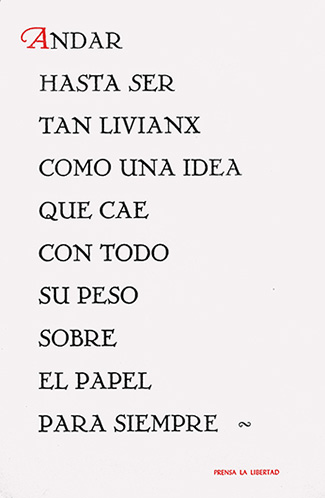 ANDAR
HASTA SER
TAN LIVIANX
COMO UNA IDEA
QUE CAE
CON TODO
SU PESO
SOBRE
EL PAPEL
PARA SIEMPRE ~
PRENSA LA LIBERTAD